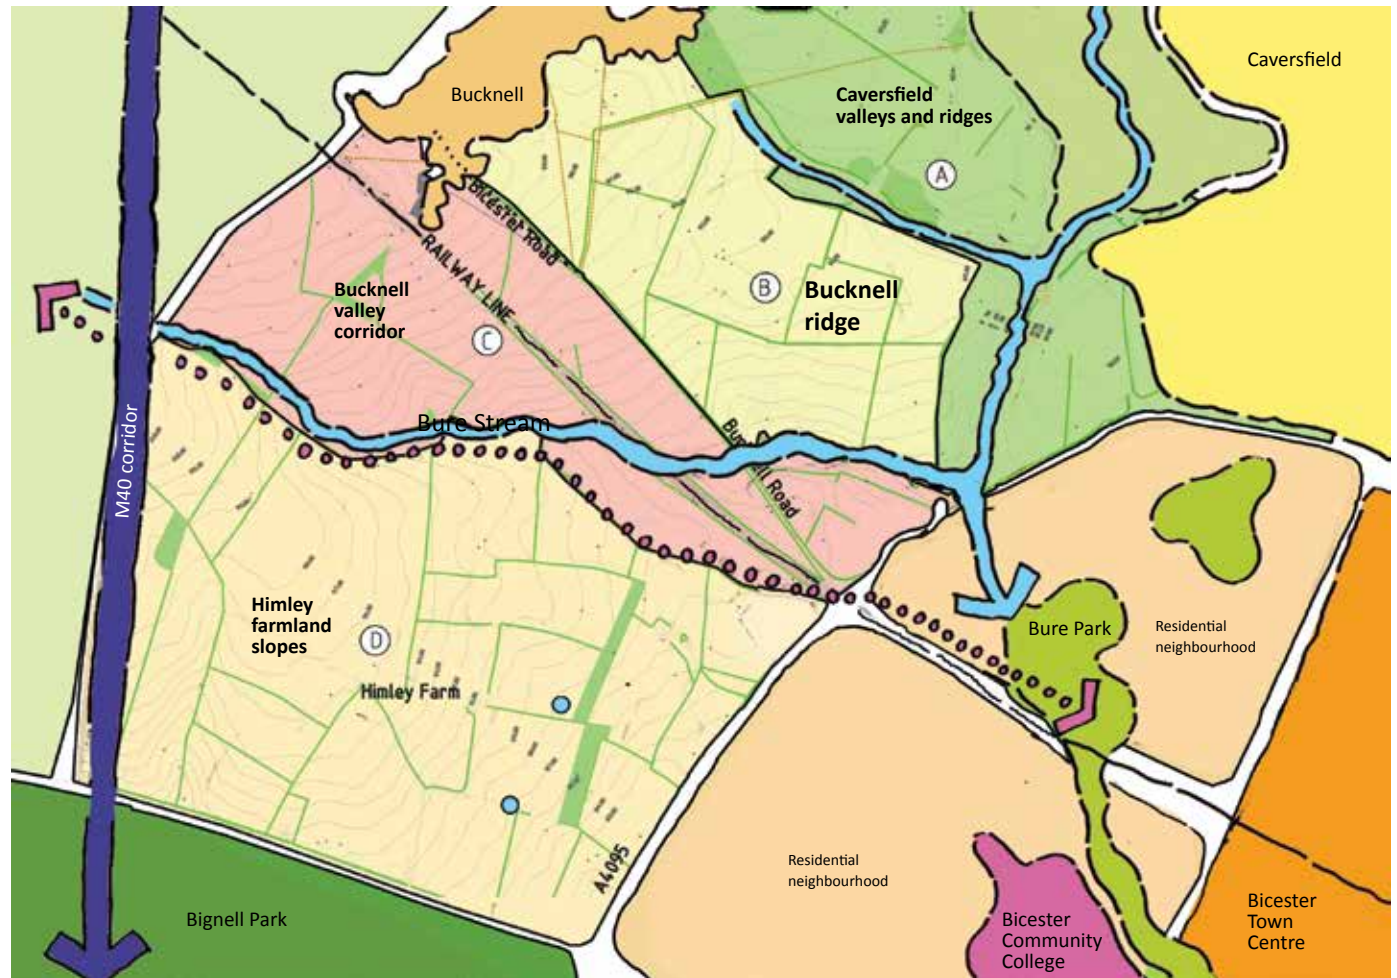 Caversfield
Bucknell
Caversfield
valleys and ridges
A
Bicester Road
RAILWAY LINE
B
Bucknell
ridge
Bucknell
valley
corridor
C
M40 corridor
Bure Stream
Road
Himley
farmland
slopes
D
Himley Farm
Bure Park
Residential
neighbourhood
A4095
Residential
neighbourhood
Bignell Park
Bicester
Community
College
Bicester
Town
Centre